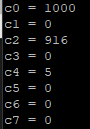 c0 = 1000
c1 = 0
c2 = 916
c3 = 0
c4 = 5
c5 = 0
c6 = 0
c7 = 0